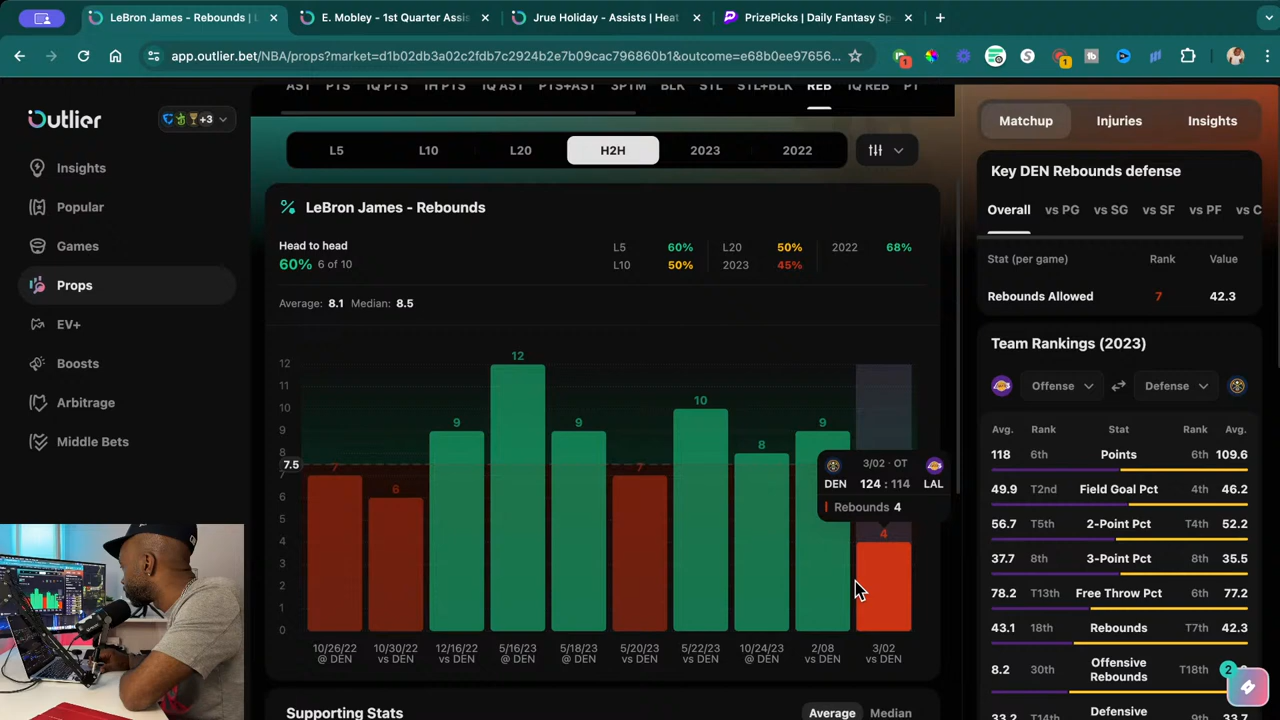 LeBron James - Rebounds | L
E. Mobley - 1st Quarter Assis
Jrue Holiday - Assists | Heat
PrizePicks | Daily Fantasy Sp
outlier.bet/NBA/props?market=d1b02db3a02c2fdb7c2924b2e7b09cac796860b1&outcome=e68b0ee97656...
Outlier
+3
Insights
Popular
Games
Props
EV+
Boosts
Arbitrage
Middle Bets
AST PTS 1Q PTS 1H PTS 1Q AST PTS+AST 3PTM BLK STL STL+BLK REB 1Q REB PT
L5 L10 L20 H2H 2023 2022
LeBron James - Rebounds
Head to head
60% 6 of 10
L5 60% L20 50% 2022 68%
L10 50% 2023 45%
Average: 8.1 Median: 8.5
12
11
10
9
8
7.5
6
5
4
3
2
1
0
7 6 9 12 9 7 10 8 9 4
3/02 · OT
DEN 124 : 114 LAL
Rebounds 4
10/26/22 10/30/22 12/16/22 5/16/23 5/18/23 5/20/23 5/22/23 10/24/23 2/08 3/02
@ DEN vs DEN vs DEN @ DEN @ DEN vs DEN vs DEN @ DEN vs DEN vs DEN
Supporting Stats
Average Median
Matchup Injuries Insights
Key DEN Rebounds defense
Overall vs PG vs SG vs SF vs PF vs C
Stat (per game) Rank Value
Rebounds Allowed 7 42.3
Team Rankings (2023)
Offense Defense
Avg. Rank Stat Rank Avg.
118 6th Points 6th 109.6
49.9 T2nd Field Goal Pct 4th 46.2
56.7 T5th 2-Point Pct T4th 52.2
37.7 8th 3-Point Pct 8th 35.5
78.2 T13th Free Throw Pct 6th 77.2
43.1 18th Rebounds T7th 42.3
8.2 30th Offensive Rebounds T18th
2
33.2 T14th Defensive 9th 33.7